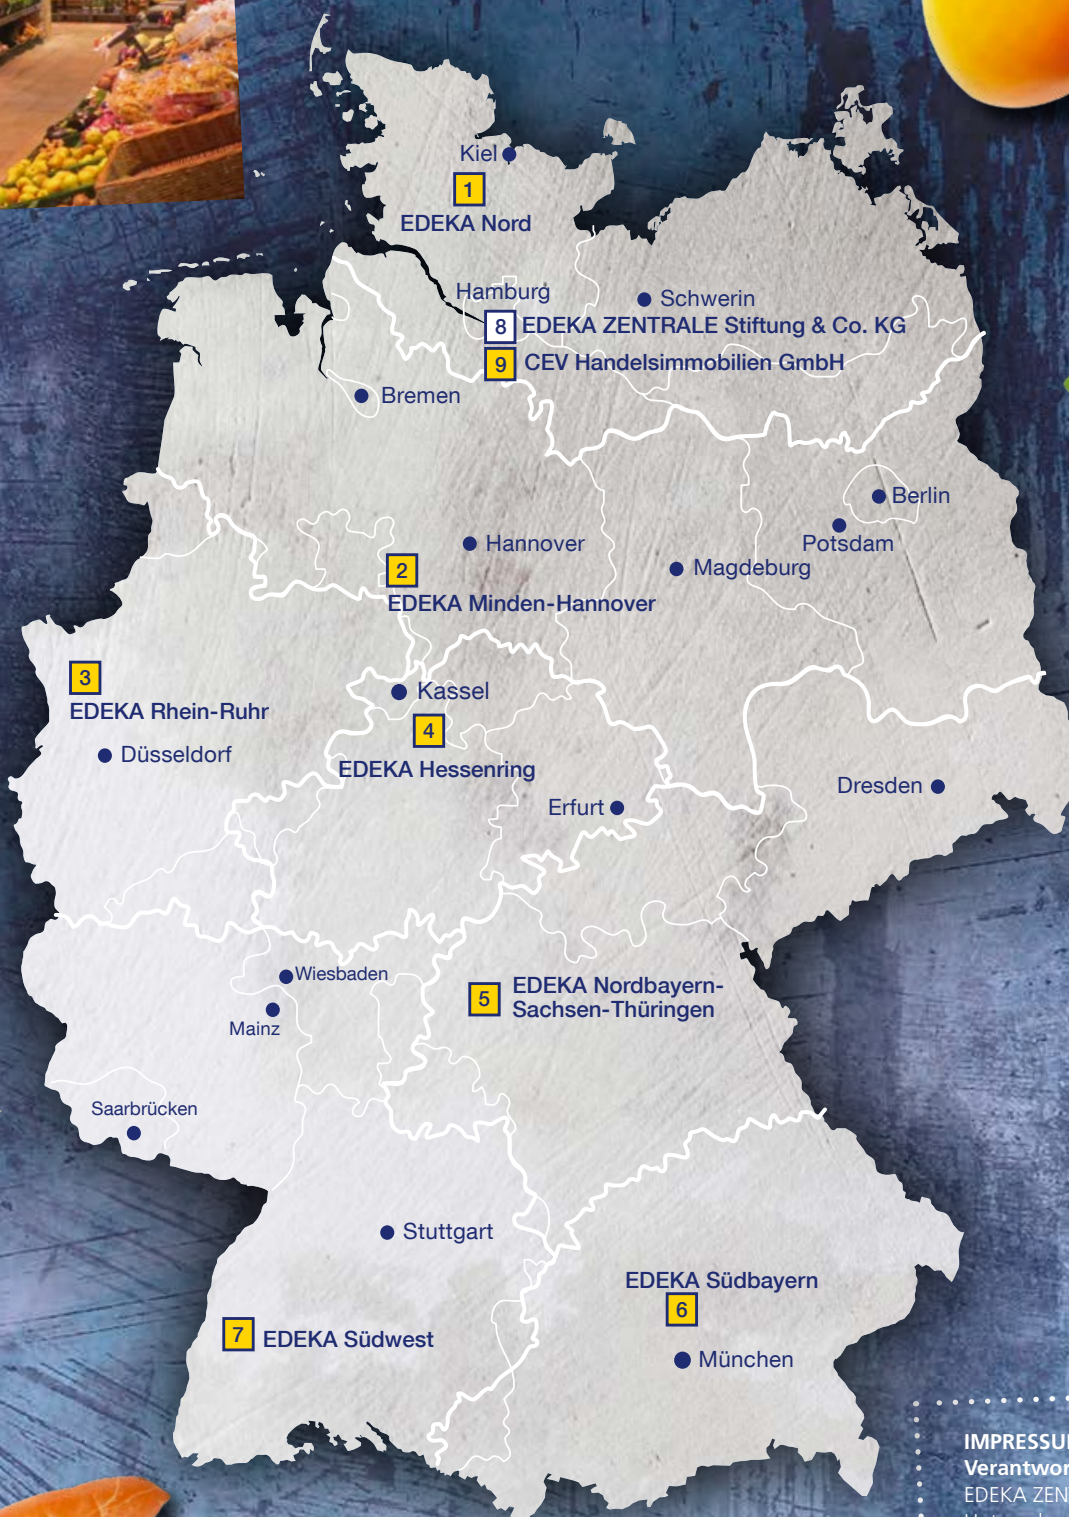 Kiel
1
EDEKA Nord
Hamburg
Schwerin
8 EDEKA ZENTRALE Stiftung & Co. KG
9 CEV Handelsimmobilien GmbH
Bremen
Berlin
Potsdam
Hannover
Magdeburg
2
EDEKA Minden-Hannover
3
EDEKA Rhein-Ruhr
Kassel
4
Düsseldorf
EDEKA Hessenring
Dresden
Erfurt
Wiesbaden
5 EDEKA Nordbayern-
Sachsen-Thüringen
Mainz
Saarbrücken
Stuttgart
EDEKA Südbayern
6
7 EDEKA Südwest
München
IMPRESSU
Verantwor
EDEKA ZEN